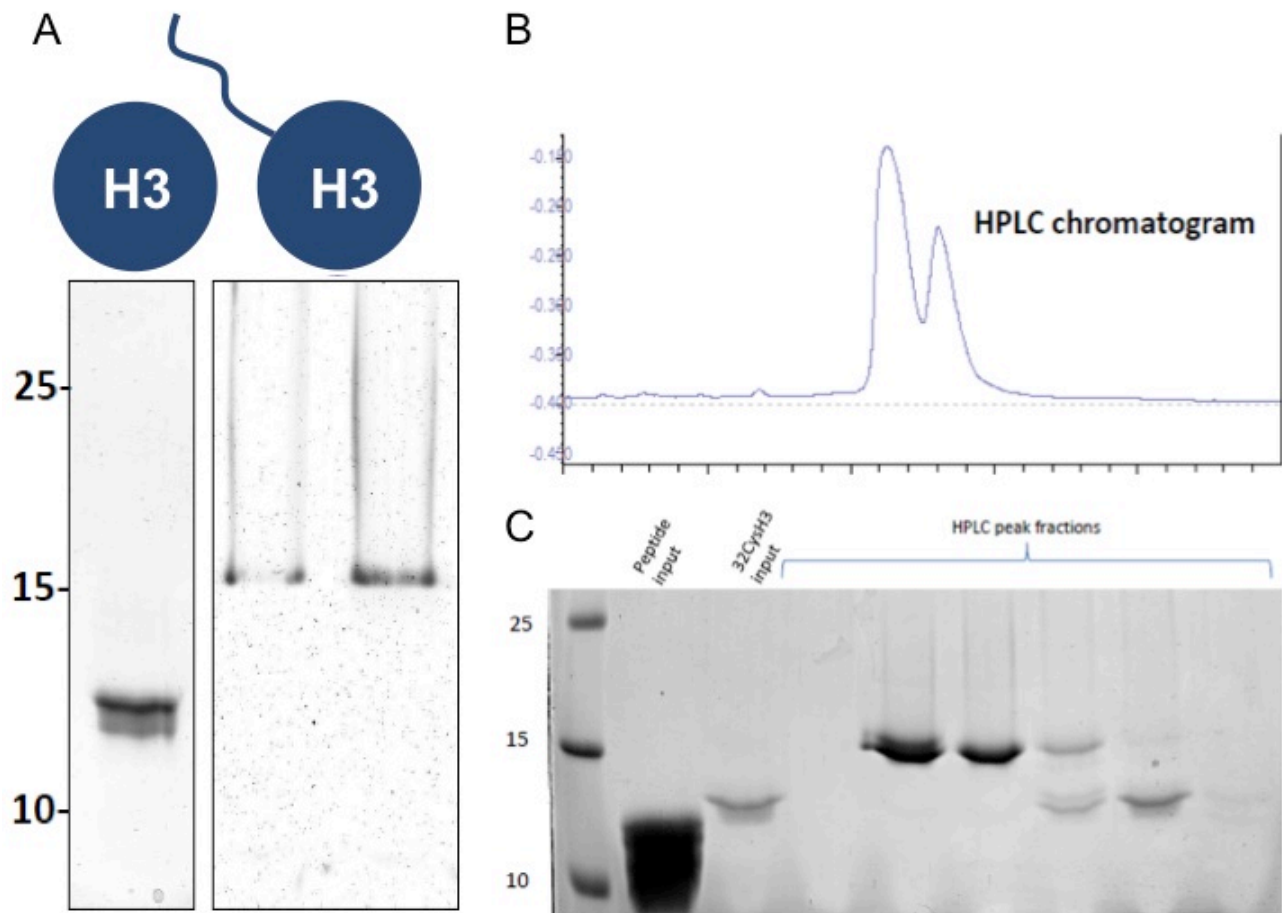 A
H3
H3
25-
15-
10-
B
-0.150
-0.200
-0.250
-0.300
-0.350
-0.400
-0.450
HPLC chromatogram
C
Peptide
input
32CysH3
input
HPLC peak fractions
25
15
10